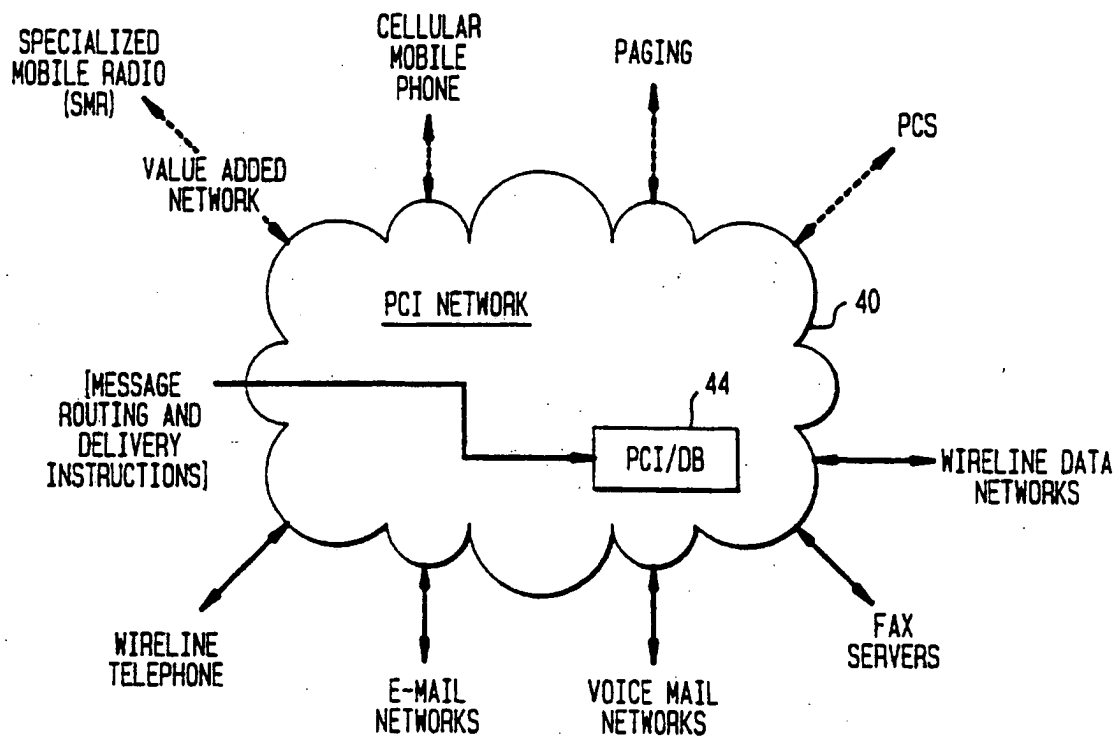 SPECIALIZED
MOBILE RADIO
(SMR)
CELLULAR
MOBILE
PHONE
PAGING
PCS
VALUE ADDED
NETWORK
PCI NETWORK
40
[MESSAGE
ROUTING AND
DELIVERY
INSTRUCTIONS]
44
PCI/DB
WIRELINE DATA
NETWORKS
WIRELINE
TELEPHONE
E-MAIL
NETWORKS
VOICE MAIL
NETWORKS
FAX
SERVERS